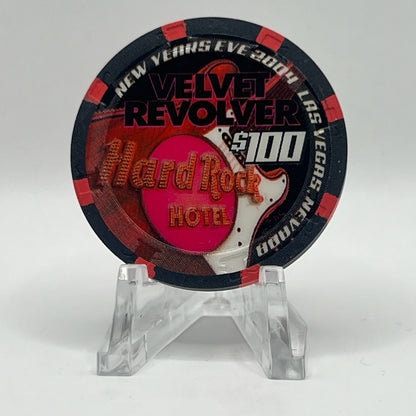 NEW YEARS EVE 2004 LAS VEGAS, NEVADA
VELVET
REVOLVER
$100
Hard Rock
HOTEL